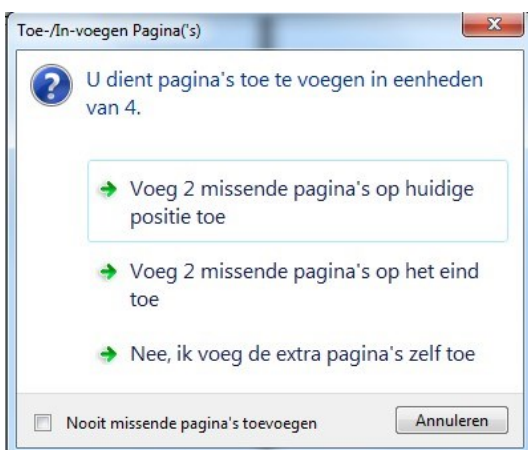 Toe-/In-voegen Pagina('s)
U dient pagina's toe te voegen in eenheden
van 4.
Voeg 2 missende pagina's op huidige
positie toe
Voeg 2 missende pagina's op het eind
toe
Nee, ik voeg de extra pagina's zelf toe
Nooit missende pagina's toevoegen
Annuleren